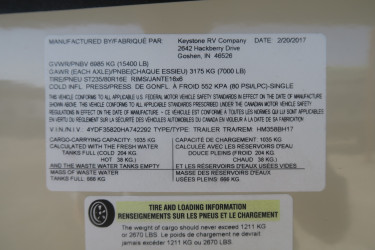 MANUFACTURED BY/FABRIQUÉ PAR: Keystone RV Company DATE: 2/20/2017
2642 Hackberry Drive
Goshen, IN 46526
GVWR/PNBV 6985 KG (15400 LB)
GAWR (EACH AXLE)/PNBE(CHAQUE ESSIEU) 3175 KG (7000 LB)
TIRE/PNEU ST235/80R16E RIMS/JANTE16x6
COLD INFL. PRESS./PRESS. DE GONFL. À FROID 552 KPA (80 PSI/LPC)-SINGLE
THIS VEHICLE CONFORMS TO ALL APPLICABLE U.S. FEDERAL MOTOR VEHICLE SAFETY STANDARDS IN EFFECT ON THE DATE OF MANUFACTURE
SHOWN ABOVE. THIS VEHICLE CONFORMS TO ALL APPLICABLE STANDARDS PRESCRIBED UNDER THE CANADIAN MOTOR VEHICLE SAFETY
REGULATIONS IN EFFECT ON THE DATE OF MANUFACTURE. CE VÉHICULE EST CONFORME À TOUTES LES NORMES QUI LUI SONT APPLICABLES
EN VERTU DU RÈGLEMENT SUR LA SÉCURITÉ DES VÉHICULES AUTOMOBILES DU CANADA EN VIGUEUR À LA DATE DE SA FABRICATION
V.I.N./N.I.V. 4YDF35820HA742292 TYPE/TYPE: TRAILER TRA/REM HM358BH17
CARGO-CARRYING CAPACITY: 1655 KG CAPACITÉ DE CHARGEMENT: 1655 KG.
CALCULATED WITH THE FRESH WATER CALCULÉE AVEC LES RÉSERVOIRS D'EAU
TANKS FULL (COLD: 204 KG FRAICHE PLEINS (FROID: 204 KG
HOT: 38 KG.) CHAUD: 38 KG.)
AND THE WASTE WATER TANKS EMPTY ET LES RÉSERVOIRS D'EAUX USÉES VIDES
MASS OF WASTE WATER MASSE DES RÉSERVOIRS D'EAUX
TANKS FULL: 666 KG USÉES PLEINS: 666 KG
TIRE AND LOADING INFORMATION
RENSEIGNEMENTS SUR LES PNEUS ET LE CHARGEMENT
The weight of cargo should never exceed 1211 KG
or 2670 LBS. Le poids de chargement ne devrait
jamais excéder 1211 KG ou 2670 LBS.